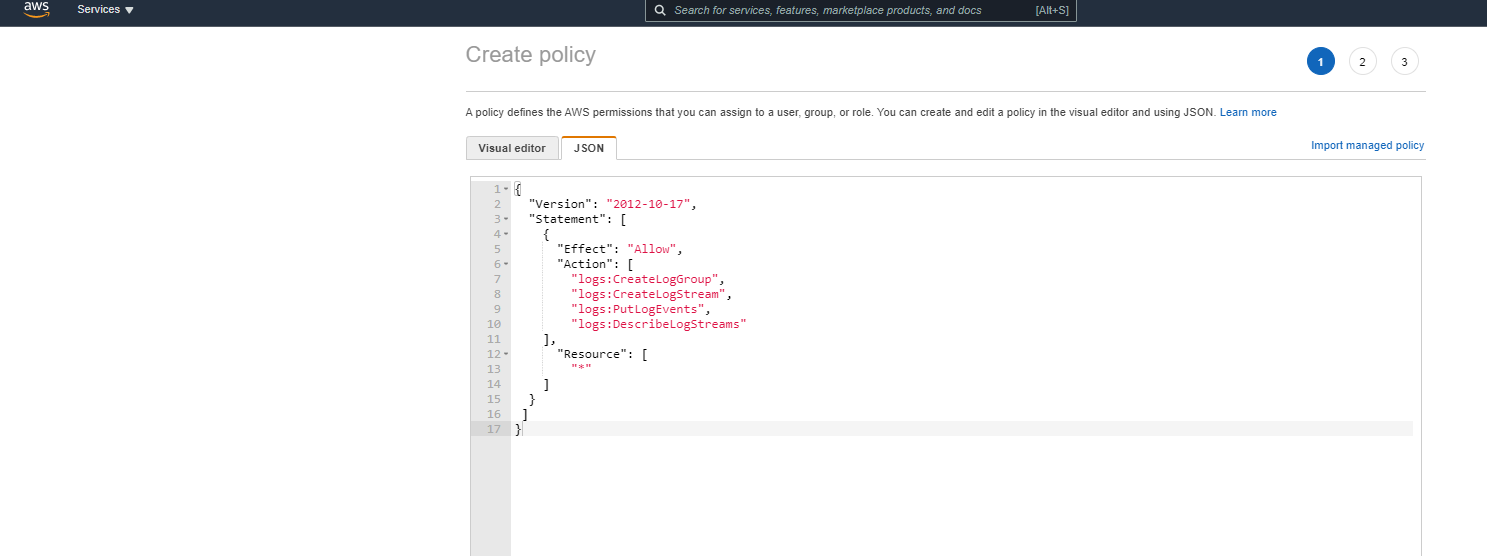 aws Services Search for services, features, marketplace products, and docs [Alt+S]
Create policy
1 2 3
A policy defines the AWS permissions that you can assign to a user, group, or role. You can create and edit a policy in the visual editor and using JSON. Learn more
Visual editor JSON Import managed policy
1 {
2 "Version": "2012-10-17",
3 "Statement": [
4 {
5 "Effect": "Allow",
6 "Action": [
7 "logs:CreateLogGroup",
8 "logs:CreateLogStream",
9 "logs:PutLogEvents",
10 "logs:DescribeLogStreams"
11 ],
12 "Resource": [
13 "*"
14 ]
15 }
16 ]
17 }